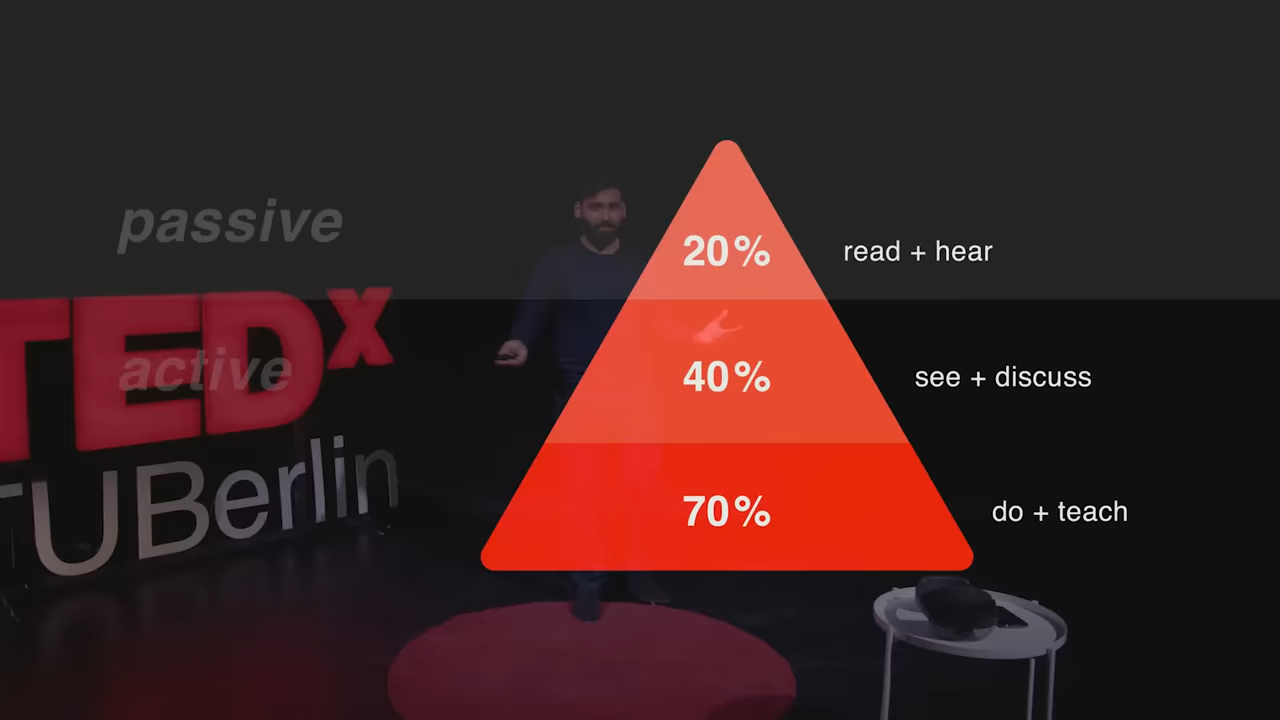 passive
20% read + hear
TEDx
active
40% see + discuss
TUBerlin
70% do + teach